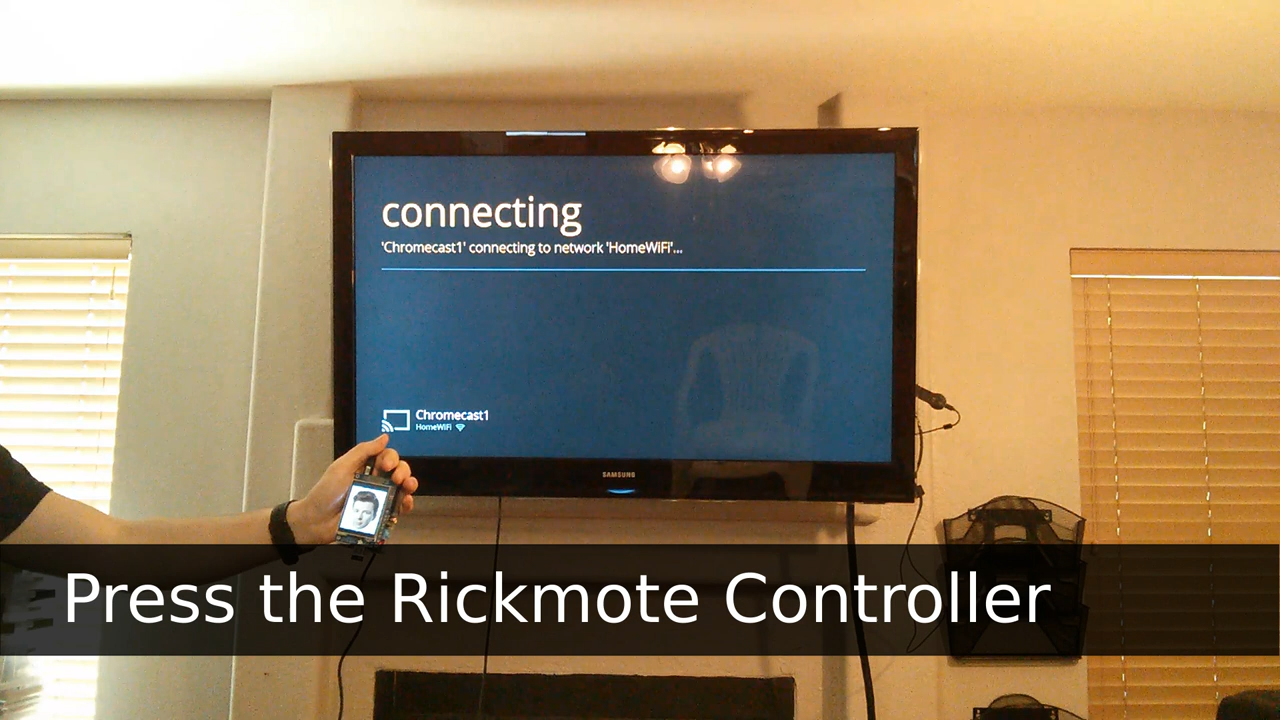 connecting
'Chromecast1' connecting to network 'HomeWiFi'...
Chromecast1
HomeWiFi
SAMSUNG
Press the Rickmote Controller